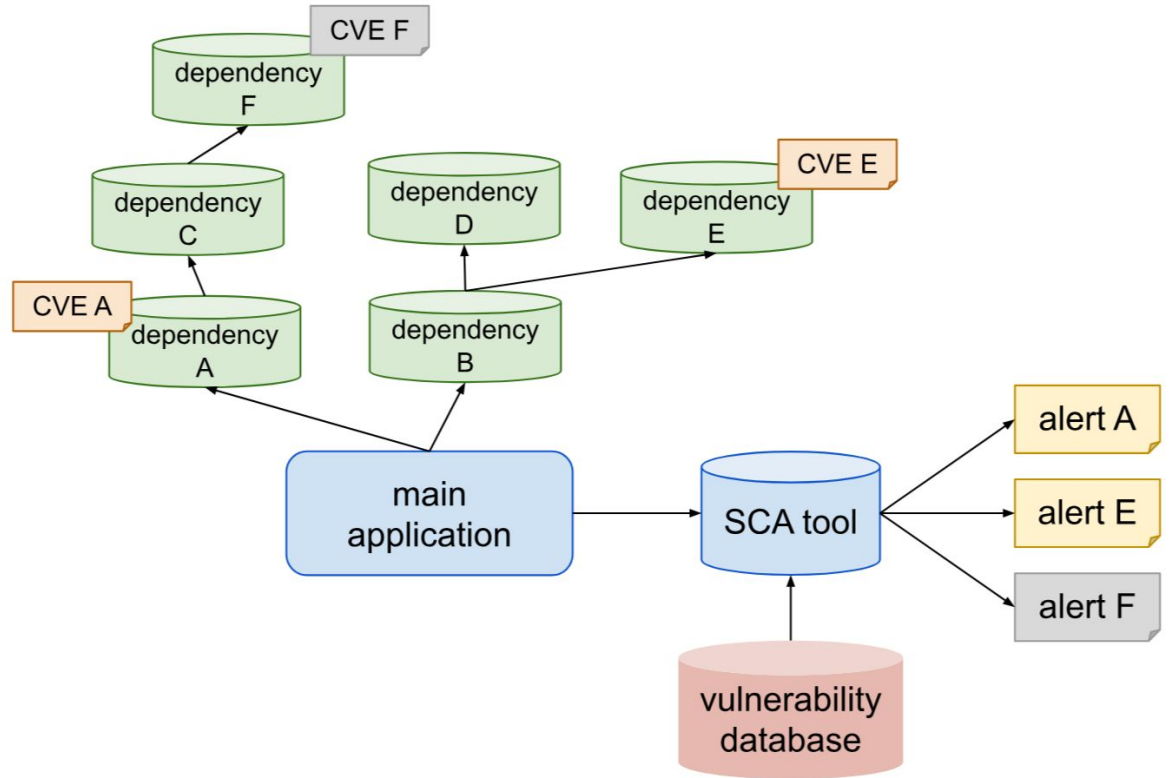 CVE F
dependency
F
dependency
C
dependency
D
CVE E
dependency
E
CVE A
dependency
A
dependency
B
main
application
SCA tool
alert A
alert E
alert F
vulnerability
database